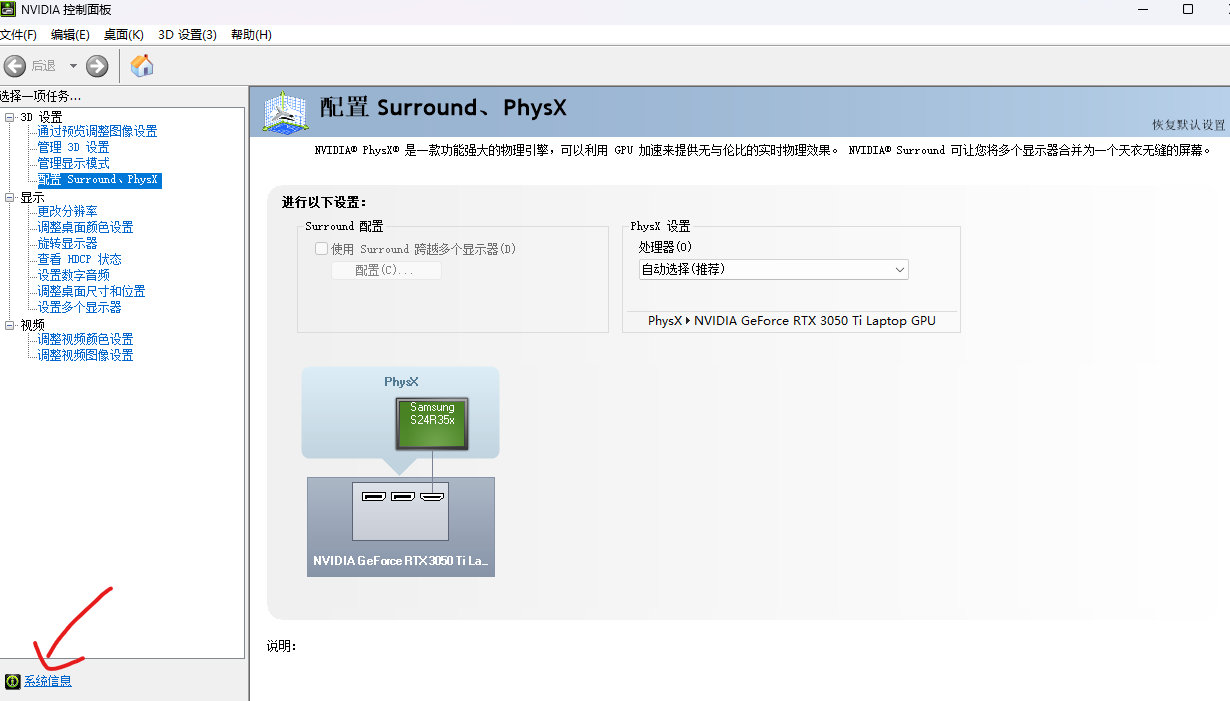 NVIDIA 控制面板
文件(F) 编辑(E) 桌面(K) 3D 设置(3) 帮助(H)
后退
选择一项任务...
3D 设置
通过预览调整图像设置
管理 3D 设置
管理显示模式
配置 Surround、PhysX
显示
更改分辨率
调整桌面颜色设置
旋转显示器
查看 HDCP 状态
设置数字音频
调整桌面尺寸和位置
设置多个显示器
视频
调整视频颜色设置
调整视频图像设置
系统信息
配置 Surround、PhysX
恢复默认设置
NVIDIA® PhysX® 是一款功能强大的物理引擎，可以利用 GPU 加速来提供无与伦比的实时物理效果。 NVIDIA® Surround 可让您将多个显示器合并为一个天衣无缝的屏幕。
进行以下设置:
Surround 配置
使用 Surround 跨越多个显示器(D)
配置(C)...
PhysX 设置
处理器(O)
自动选择(推荐)
PhysX NVIDIA GeForce RTX 3050 Ti Laptop GPU
PhysX
Samsung
S24R35x
NVIDIA GeForce RTX 3050 Ti La...
说明: